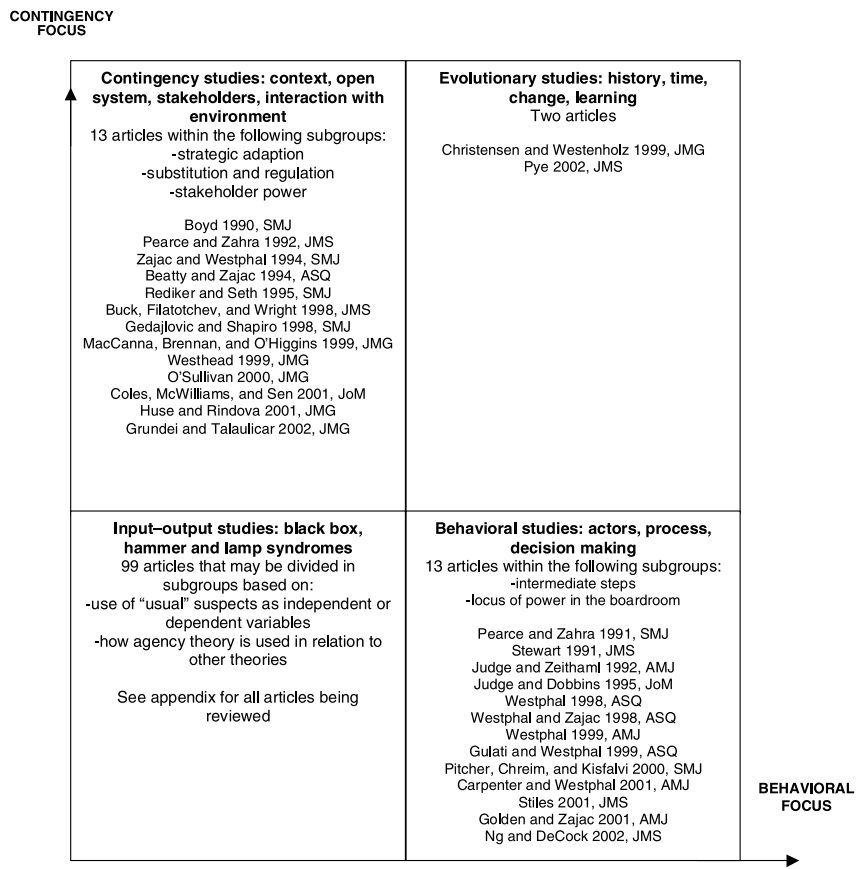 CONTINGENCY
FOCUS
Contingency studies: context, open
system, stakeholders, interaction with
environment
13 articles within the following subgroups:
-strategic adaption
-substitution and regulation
-stakeholder power
Boyd 1990, SMJ
Pearce and Zahra 1992, JMS
Zajac and Westphal 1994, SMJ
Beatty and Zajac 1994, ASQ
Rediker and Seth 1995, SMJ
Buck, Filatotchev, and Wright 1998, JMS
Gedajlovic and Shapiro 1998, SMJ
MacCanna, Brennan, and O’Higgins 1999, JMG
Westhead 1999, JMG
O’Sullivan 2000, JMG
Coles, McWilliams, and Sen 2001, JoM
Huse and Rindova 2001, JMG
Grundei and Talaulicar 2002, JMG
Evolutionary studies: history, time,
change, learning
Two articles
Christensen and Westenholz 1999, JMG
Pye 2002, JMS
Input–output studies: black box,
hammer and lamp syndromes
99 articles that may be divided in
subgroups based on:
-use of “usual” suspects as independent or
dependent variables
-how agency theory is used in relation to
other theories
See appendix for all articles being
reviewed
Behavioral studies: actors, process,
decision making
13 articles within the following subgroups:
-intermediate steps
-locus of power in the boardroom
Pearce and Zahra 1991, SMJ
Stewart 1991, JMS
Judge and Zeithaml 1992, AMJ
Judge and Dobbins 1995, JoM
Westphal 1998, ASQ
Westphal and Zajac 1998, ASQ
Westphal 1999, AMJ
Gulati and Westphal 1999, ASQ
Pitcher, Chreim, and Kisfalvi 2000, SMJ
Carpenter and Westphal 2001, AMJ
Stiles 2001, JMS
Golden and Zajac 2001, AMJ
Ng and DeCock 2002, JMS
BEHAVIORAL
FOCUS